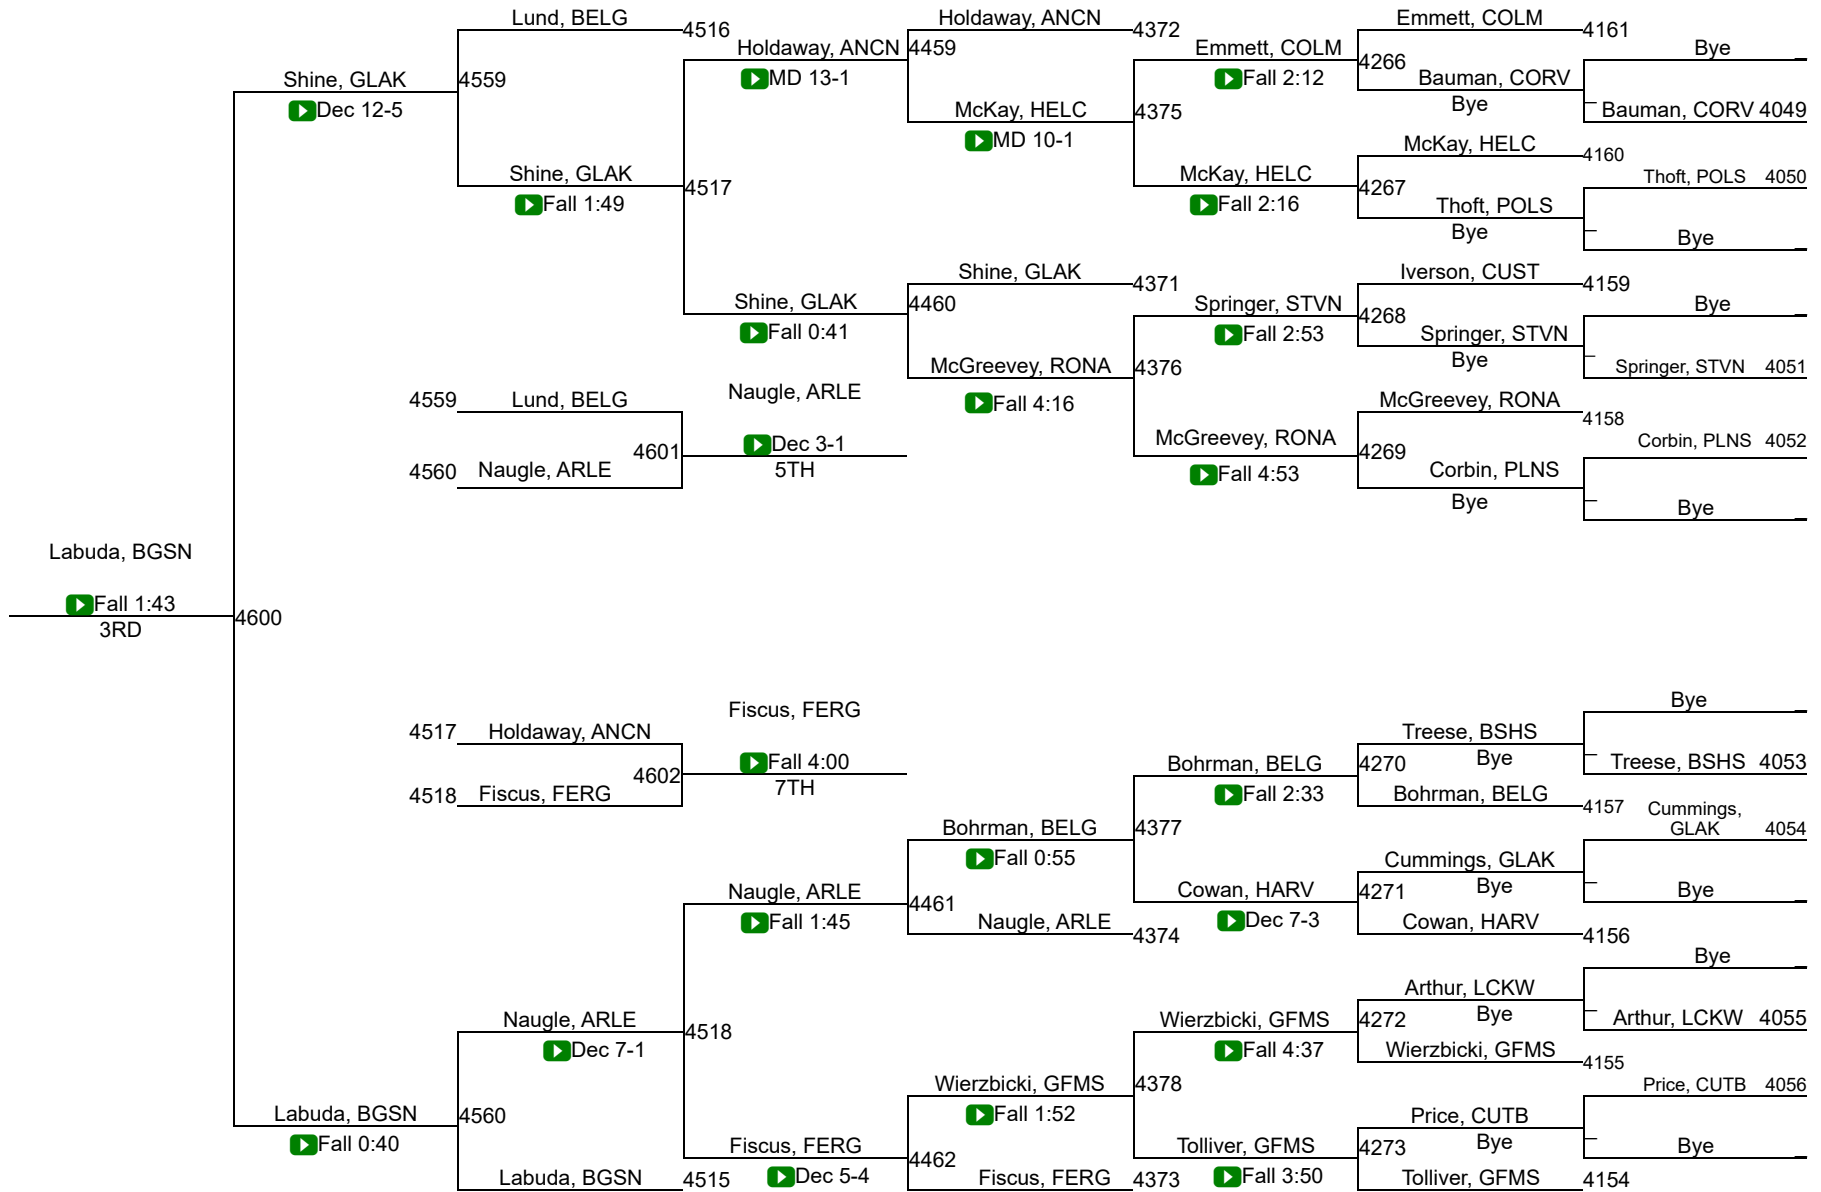 Lund, BELG
4516
Holdaway, ANCN
4372
Emmett, COLM
4161
Holdaway, ANCN
4459
Emmett, COLM
4266
Bye
_
Shine, GLAK
4559
MD 13-1
Fall 2:12
Bauman, CORV
Bye
_
Bauman, CORV 4049
Dec 12-5
McKay, HELC
4375
MD 10-1
McKay, HELC
4160
Shine, GLAK
4517
McKay, HELC
4267
Thoft, POLS 4050
Fall 1:49
Fall 2:16
Thoft, POLS
Bye
_
Bye
_
Shine, GLAK
4371
Iverson, CUST
4159
Shine, GLAK
4460
Springer, STVN
4268
Bye
_
Fall 0:41
Fall 2:53
Springer, STVN
Bye
_
Springer, STVN 4051
McGreevey, RONA
4376
4559
Lund, BELG
Naugle, ARLE
Fall 4:16
McGreevey, RONA
4158
4601
Dec 3-1
McGreevey, RONA
4269
Corbin, PLNS 4052
4560
Naugle, ARLE
5TH
Fall 4:53
Corbin, PLNS
Bye
_
Bye
_
Labuda, BGSN
Fall 1:43
3RD
4600
Bye
_
4517
Holdaway, ANCN
Fiscus, FERG
Treese, BSHS
Bye
_
Treese, BSHS 4053
4602
Fall 4:00
Bohrman, BELG
4270
4518
Fiscus, FERG
7TH
Fall 2:33
Bohrman, BELG
4157
Cummings,
GLAK 4054
Bohrman, BELG
4377
Fall 0:55
Cummings, GLAK
Bye
_
Naugle, ARLE
4461
Cowan, HARV
4271
Bye
_
Fall 1:45
Naugle, ARLE
4374
Dec 7-3
Cowan, HARV
4156
Bye
_
Arthur, LCKW
Bye
_
Arthur, LCKW 4055
Naugle, ARLE
4518
Wierzbicki, GFMS
4272
Dec 7-1
Fall 4:37
Wierzbicki, GFMS
4155
Wierzbicki, GFMS
4378
Price, CUTB 4056
Labuda, BGSN
4560
Fall 1:52
Price, CUTB
Bye
_
Fall 0:40
Fiscus, FERG
4462
Tolliver, GFMS
4273
Bye
_
Labuda, BGSN
4515
Dec 5-4
Fiscus, FERG
4373
Fall 3:50
Tolliver, GFMS
4154